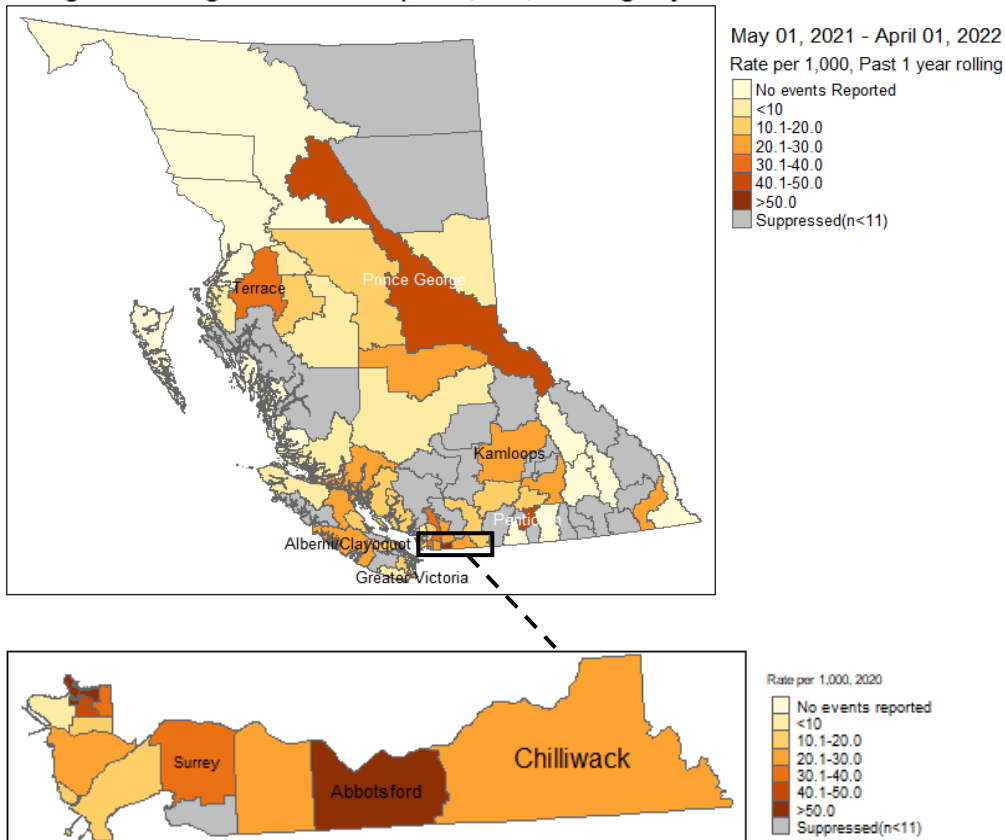 May 01, 2021 - April 01, 2022
Rate per 1,000, Past 1 year rolling
No events Reported
<10
10.1-20.0
20.1-30.0
30.1-40.0
40.1-50.0
>50.0
Suppressed(n<11)
Prince George
Terrace
Kamloops
Alberni/Clayoquot
Greater Victoria
Rate per 1,000, 2020
No events reported
<10
10.1-20.0
20.1-30.0
30.1-40.0
40.1-50.0
>50.0
Suppressed(n<11)
Surrey
Abbotsford
Chilliwack